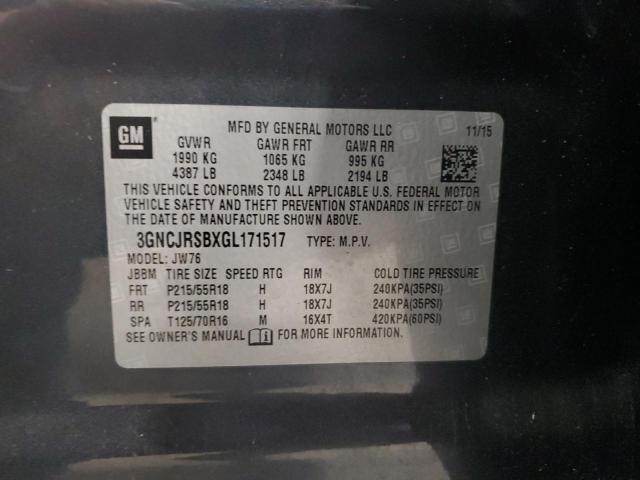 GM
MFD BY GENERAL MOTORS LLC 11/15
GVWR GAWR FRT GAWR RR
1990 KG 1065 KG 995 KG
4387 LB 2348 LB 2194 LB
THIS VEHICLE CONFORMS TO ALL APPLICABLE U.S. FEDERAL MOTOR
VEHICLE SAFETY AND THEFT PREVENTION STANDARDS IN EFFECT ON
THE DATE OF MANUFACTURE SHOWN ABOVE.
3GNCJRSBXGL171517 TYPE: M.P.V.
MODEL: JW76
JBBM TIRE SIZE SPEED RTG RIM COLD TIRE PRESSURE
FRT P215/55R18 H 18X7J 240KPA(35PSI)
RR P215/55R18 H 18X7J 240KPA(35PSI)
SPA T125/70R16 M 16X4T 420KPA(60PSI)
SEE OWNER'S MANUAL FOR MORE INFORMATION.